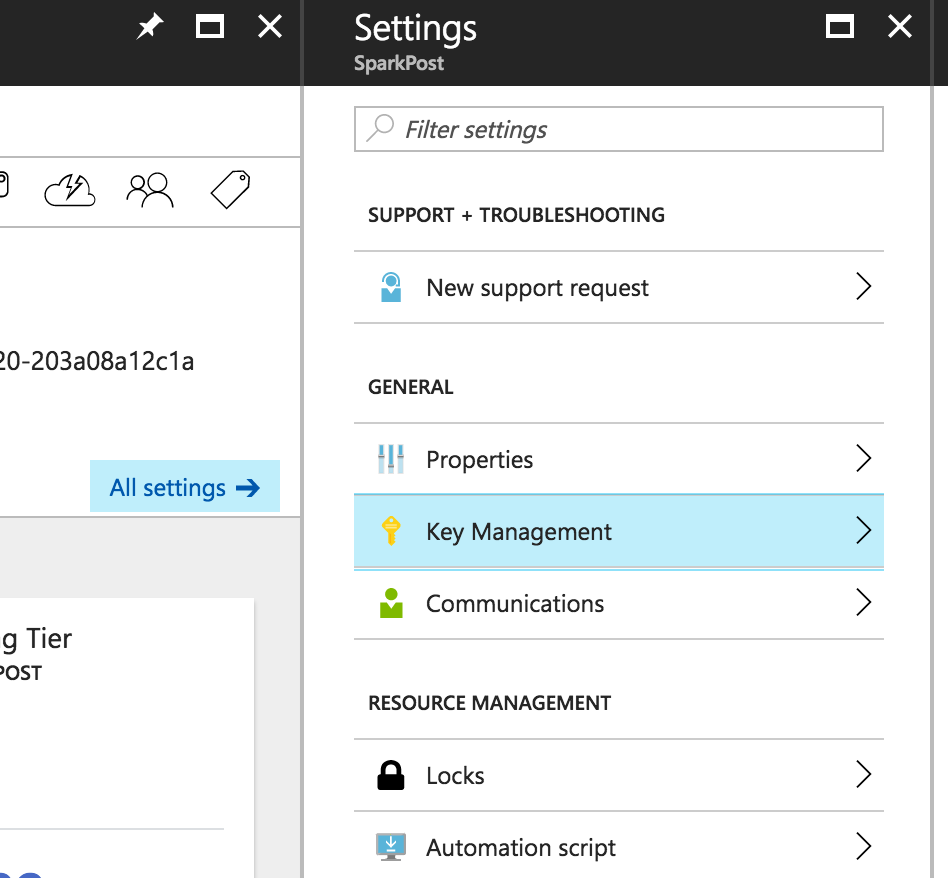 Settings
SparkPost
Filter settings
SUPPORT + TROUBLESHOOTING
New support request
GENERAL
Properties
Key Management
Communications
RESOURCE MANAGEMENT
Locks
Automation script
20-203a08a12c1a
All settings
g Tier
POST